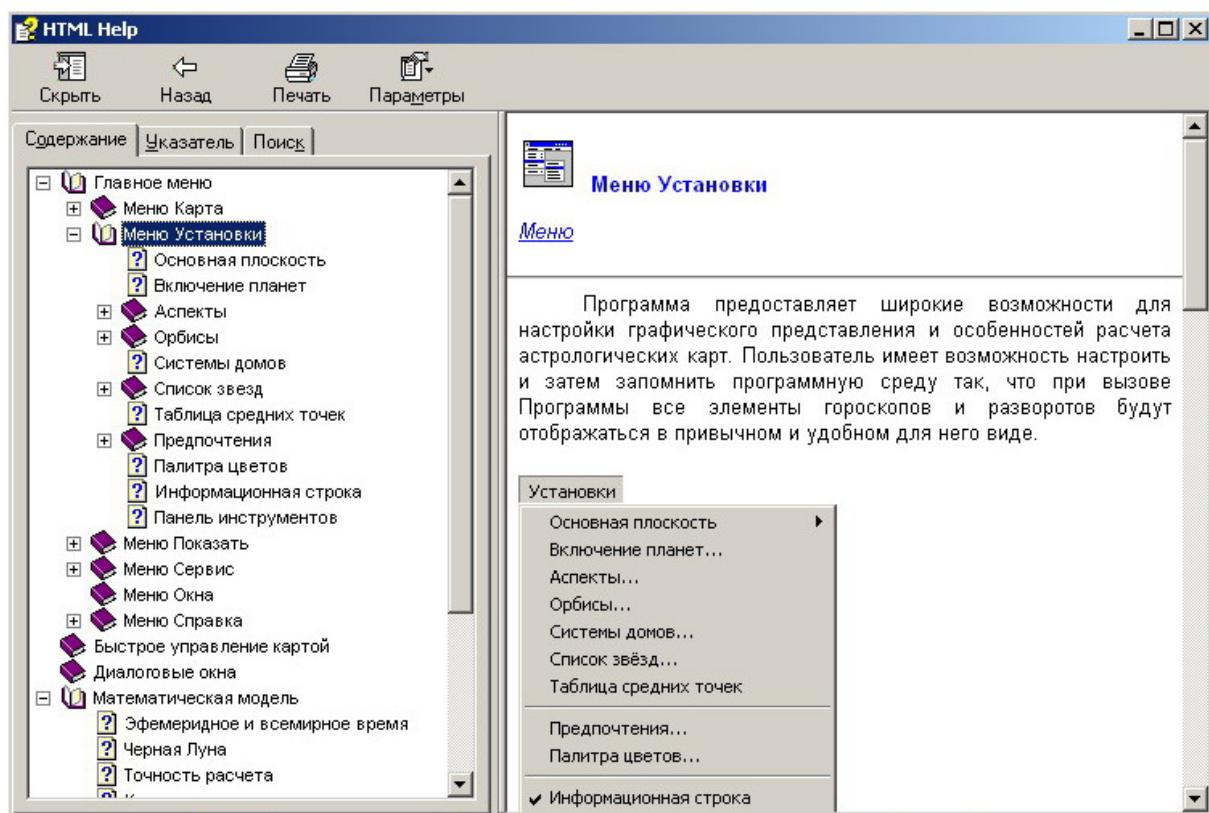 HTML Help
Скрыть Назад Печать Параметры
Содержание Указатель Поиск
Главное меню
Меню Карта
Меню Установки
Основная плоскость
Включение планет
Аспекты
Орбисы
Системы домов
Список звезд
Таблица средних точек
Предпочтения
Палитра цветов
Информационная строка
Панель инструментов
Меню Показать
Меню Сервис
Меню Окна
Меню Справка
Быстрое управление картой
Диалоговые окна
Математическая модель
Эфемеридное и всемирное время
Черная Луна
Точность расчета
Меню Установки
Меню
Программа предоставляет широкие возможности для
настройки графического представления и особенностей расчета
астрологических карт. Пользователь имеет возможность настроить
и затем запомнить программную среду так, что при вызове
Программы все элементы гороскопов и разворотов будут
отображаться в привычном и удобном для него виде.
Установки
Основная плоскость
Включение планет...
Аспекты...
Орбисы...
Системы домов...
Список звёзд...
Таблица средних точек
Предпочтения...
Палитра цветов...
Информационная строка